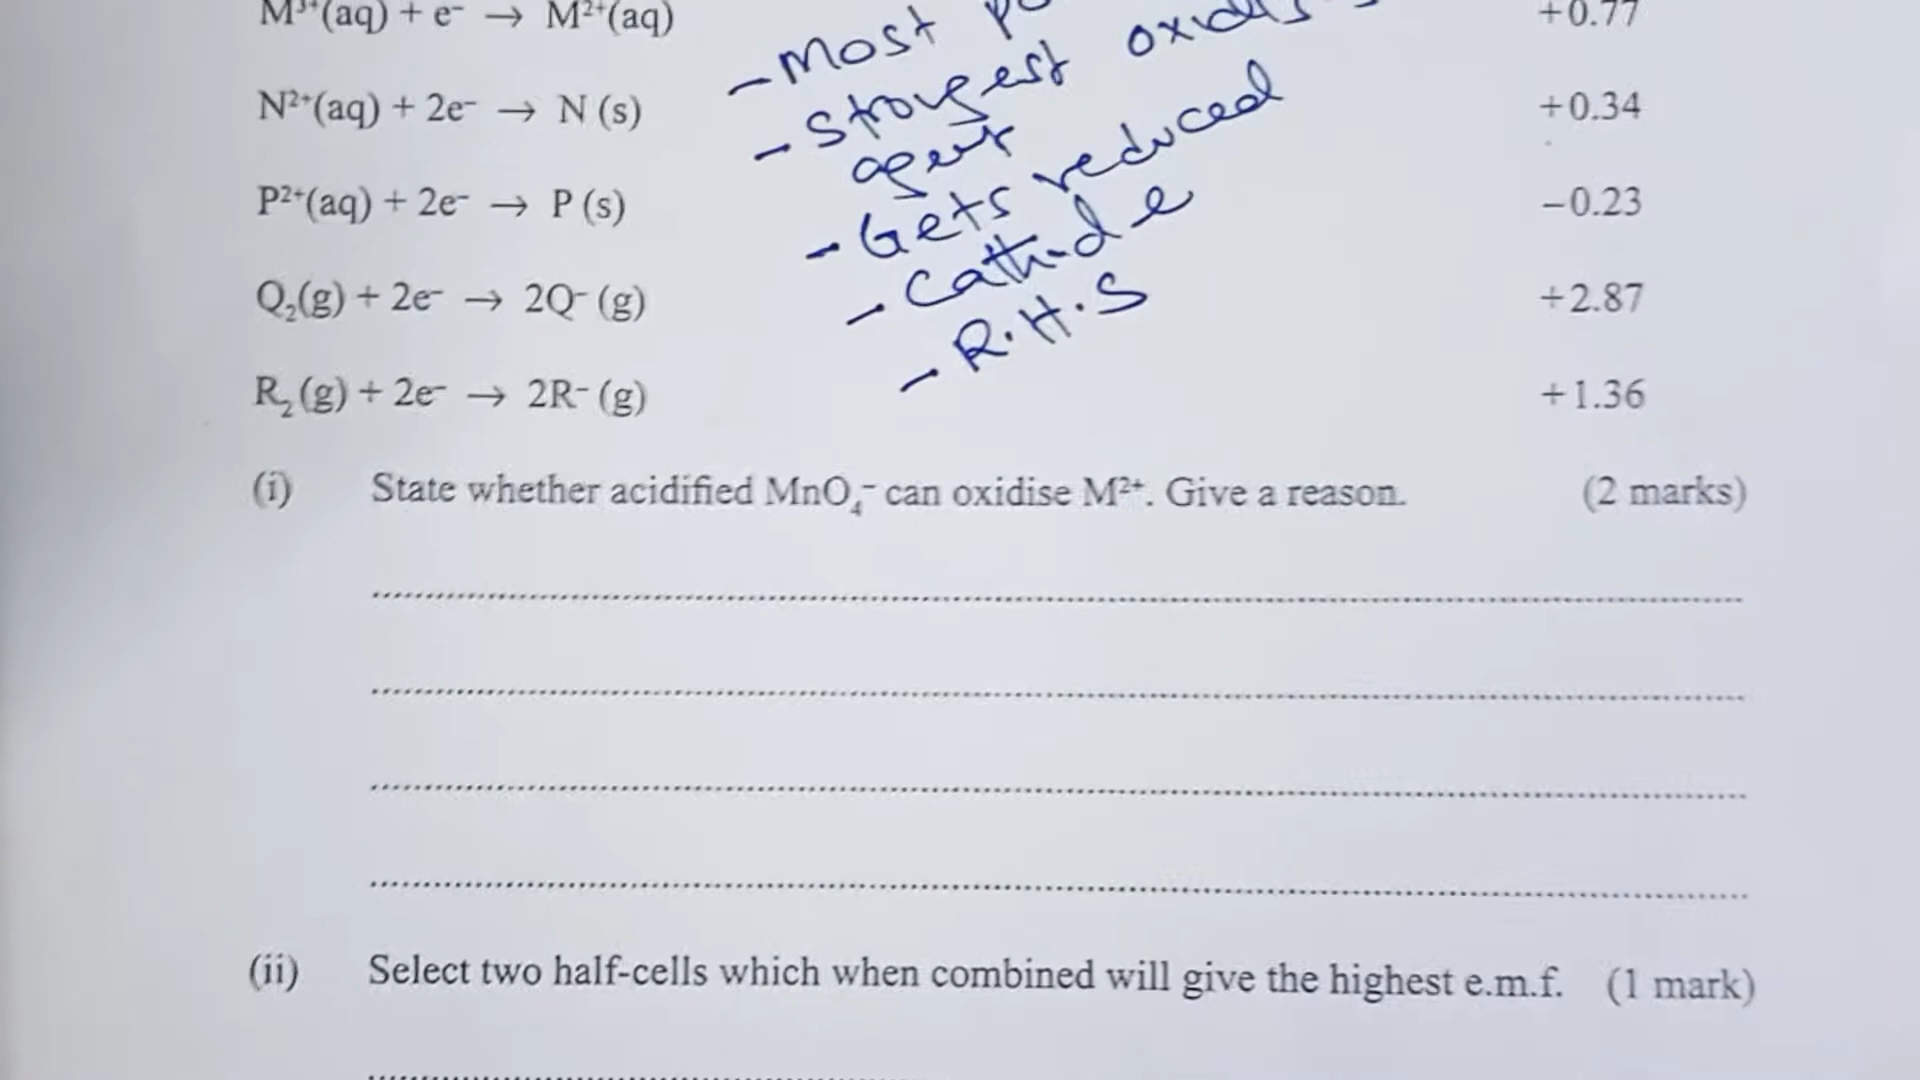 M³⁺(aq) + e⁻ → M²⁺(aq) +0.77
- Most
- Strongest
agent
N²⁺(aq) + 2e⁻ → N (s) +0.34
- Gets reduced
P²⁺(aq) + 2e⁻ → P (s) −0.23
- Cathode
Q₂(g) + 2e⁻ → 2Q⁻ (g) +2.87
- R.H.S
R₂ (g) + 2e⁻ → 2R⁻ (g) +1.36
(i) State whether acidified MnO₄⁻ can oxidise M²⁺. Give a reason. (2 marks)
(ii) Select two half-cells which when combined will give the highest e.m.f. (1 mark)